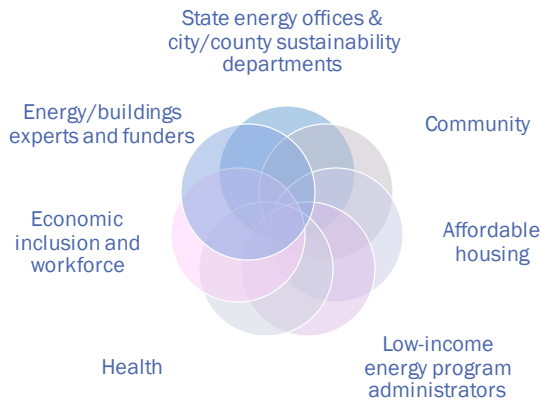 State energy offices &
city/county sustainability
departments
Energy/buildings
experts and funders
Community
Economic
inclusion and
workforce
Affordable
housing
Health
Low-income
energy program
administrators